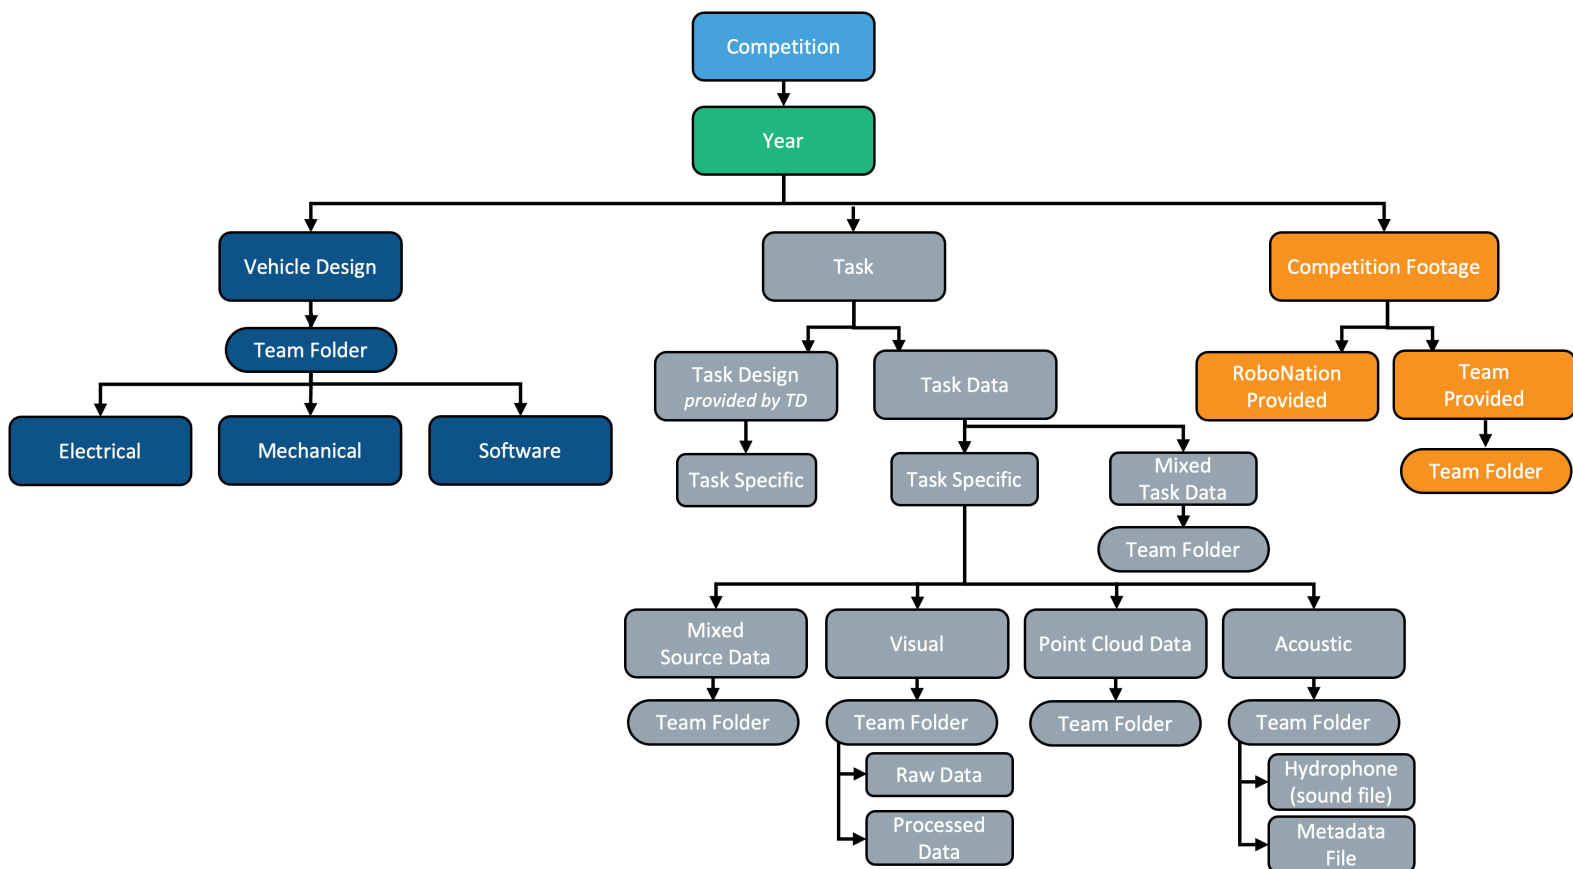 Competition
Year
Vehicle Design
Task
Competition Footage
Team Folder
Task Design
provided by TD
Task Data
RoboNation
Provided
Team
Provided
Electrical
Mechanical
Software
Task Specific
Task Specific
Mixed
Task Data
Team Folder
Team Folder
Mixed
Source Data
Visual
Point Cloud Data
Acoustic
Team Folder
Team Folder
Team Folder
Team Folder
Raw Data
Hydrophone
(sound file)
Processed
Data
Metadata
File